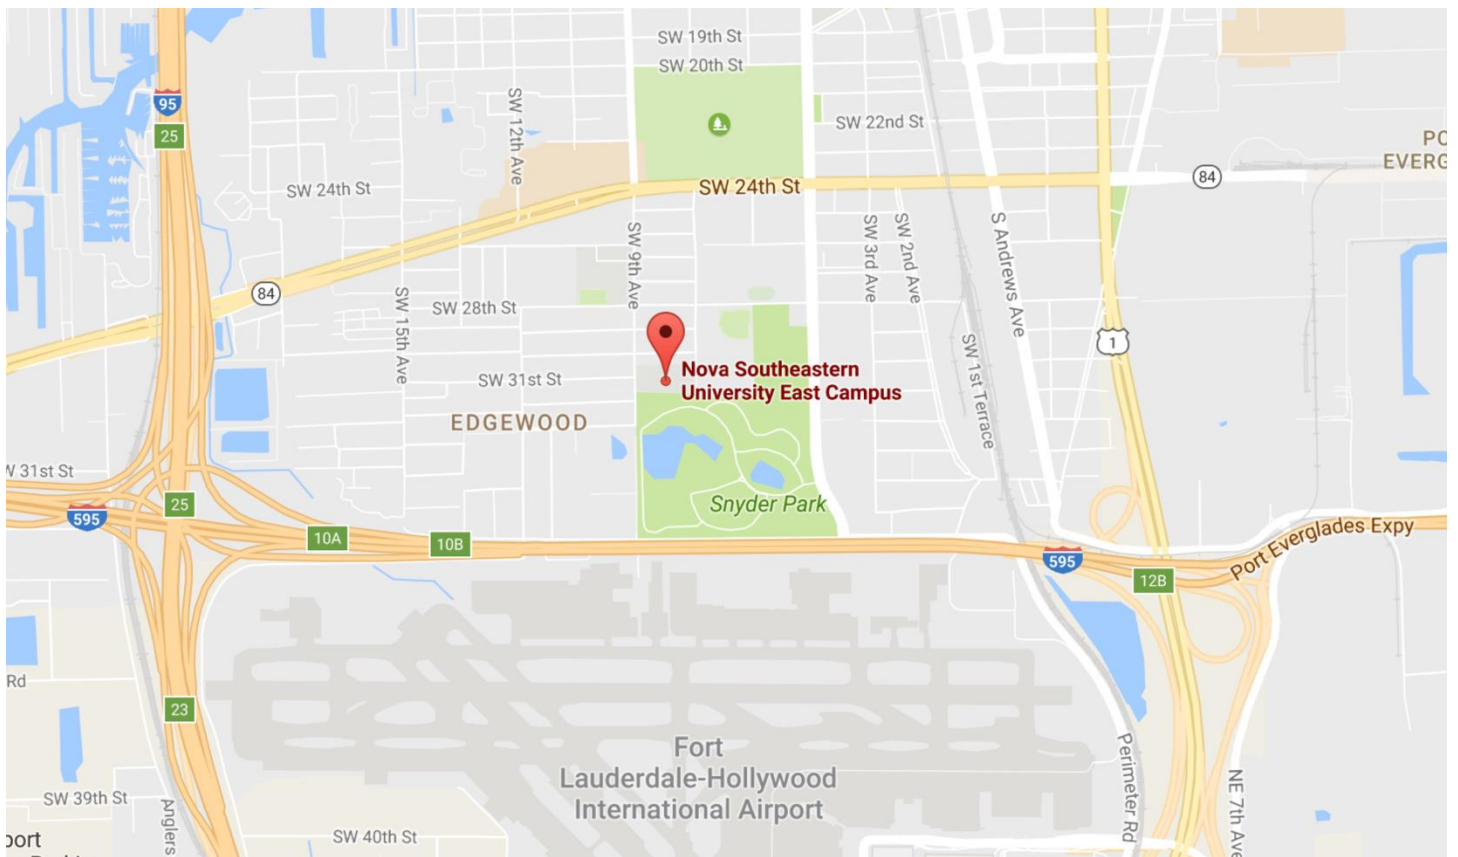 SW 19th St
SW 20th St
95
25
SW 12th Ave
SW 22nd St
PO
EVERG
84
SW 24th St
SW 24th St
SW 9th Ave
SW 3rd Ave
SW 2nd Ave
S Andrews Ave
84
SW 15th Ave
SW 28th St
1
SW 1st Terrace
Nova Southeastern
University East Campus
SW 31st St
EDGEWOOD
W 31st St
25
595
Snyder Park
10A
10B
595
12B
Port Everglades Expy
Rd
23
Fort
Lauderdale-Hollywood
International Airport
Perimeter Rd
NE 7th Ave
SW 39th St
Anglers
SW 40th St
port